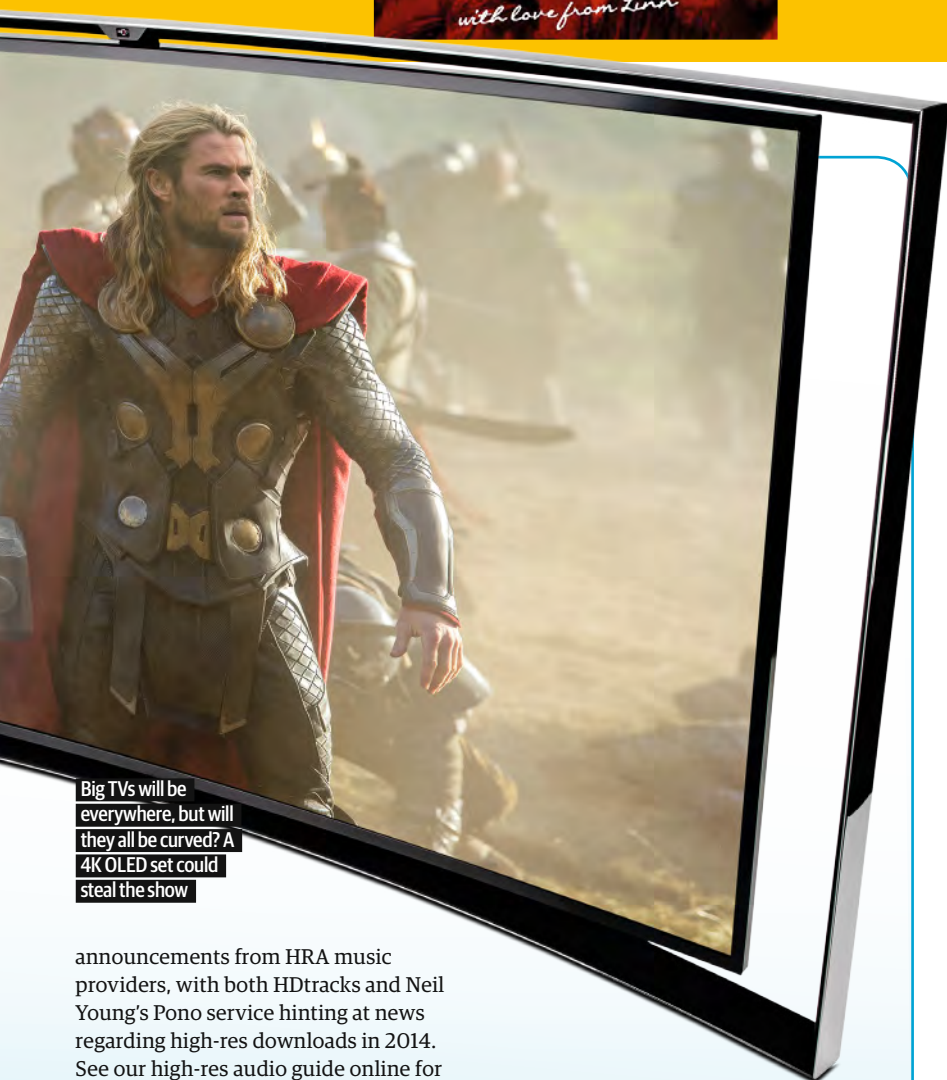 with love from Linn
Big TVs will be
everywhere, but will
they all be curved? A
4K OLED set could
steal the show
announcements from HRA music
providers, with both HDtracks and Neil
Young's Pono service hinting at news
regarding high-res downloads in 2014.
See our high-res audio guide online for